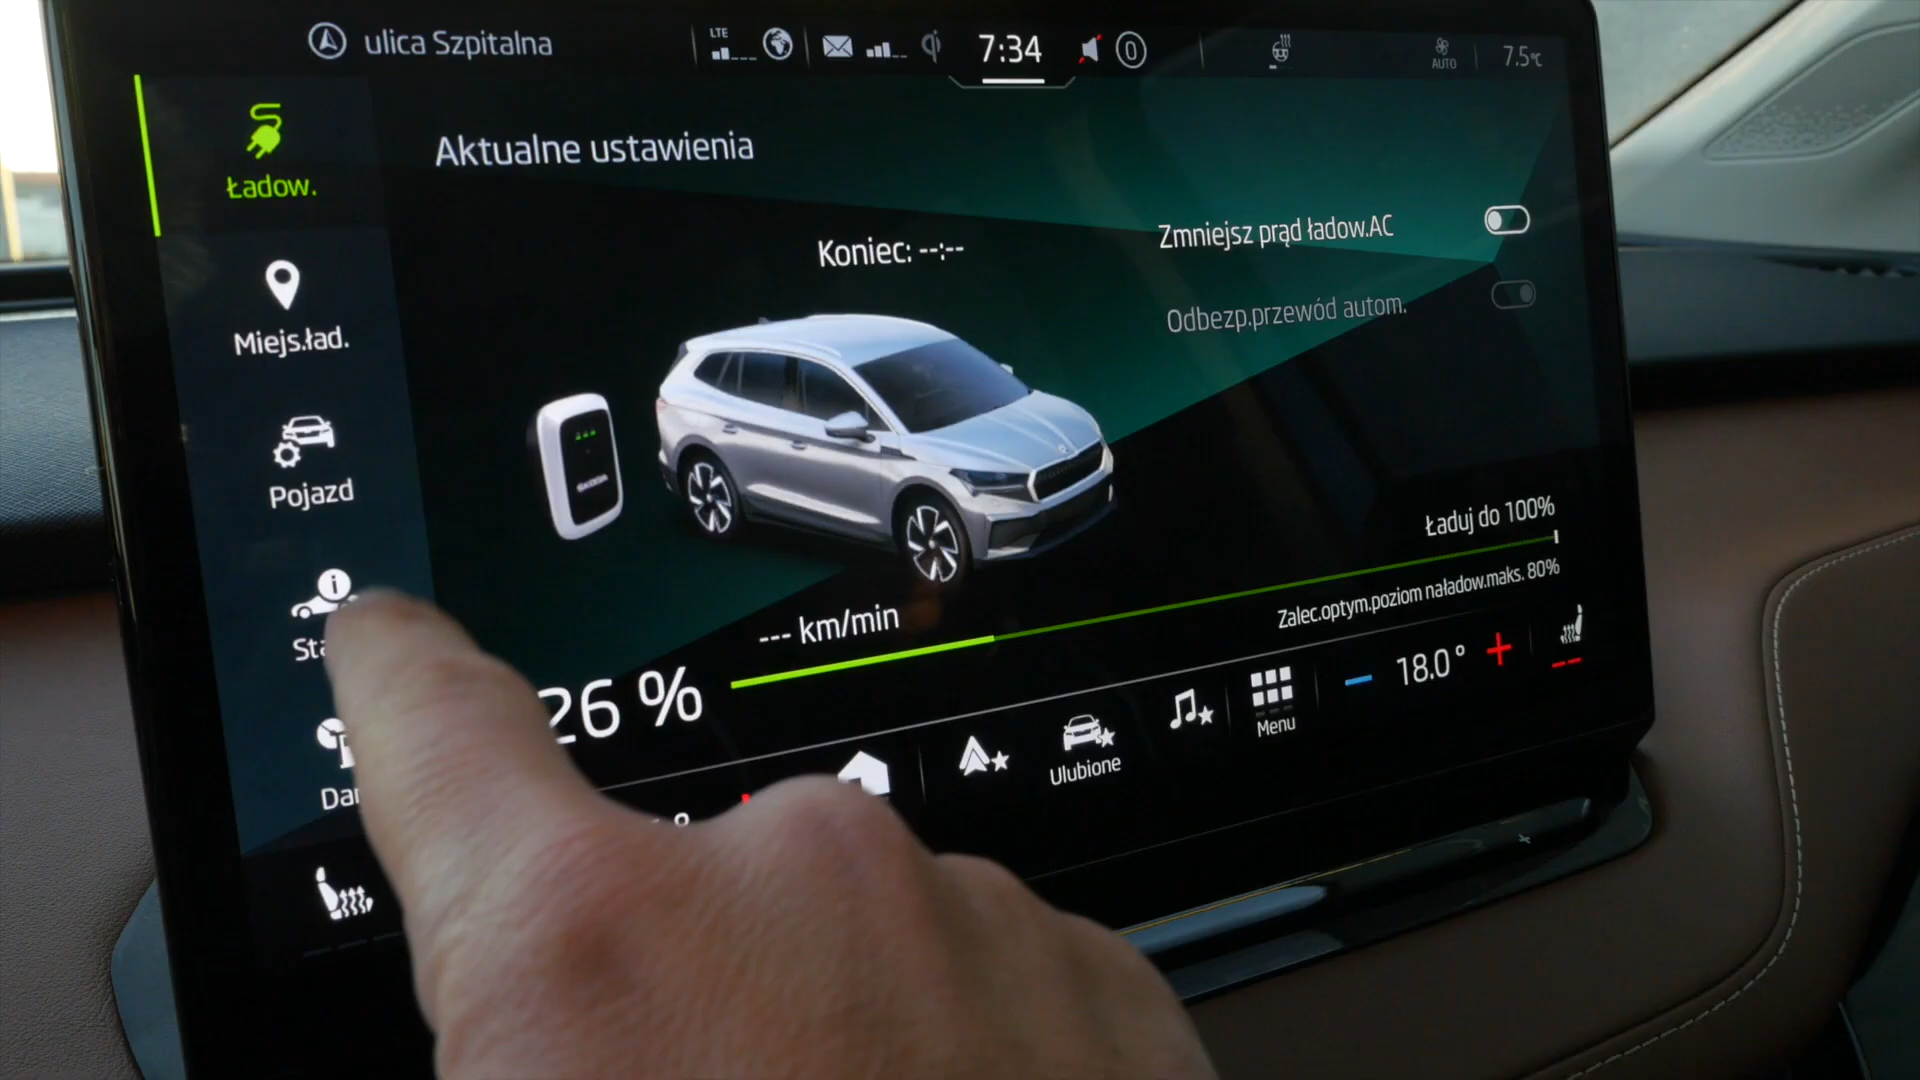 ulica Szpitalna
LTE
7:34
0
AUTO
7.5°C
Ładow.
Aktualne ustawienia
Koniec: --:--
Zmniejsz prąd ładow.AC
Odbezp.przewód autom.
Miejs.ład.
Pojazd
SKODA
Ładuj do 100%
Zalec.optym.poziom naładow.maks. 80%
--- km/min
26 %
18.0°
Menu
Ulubione